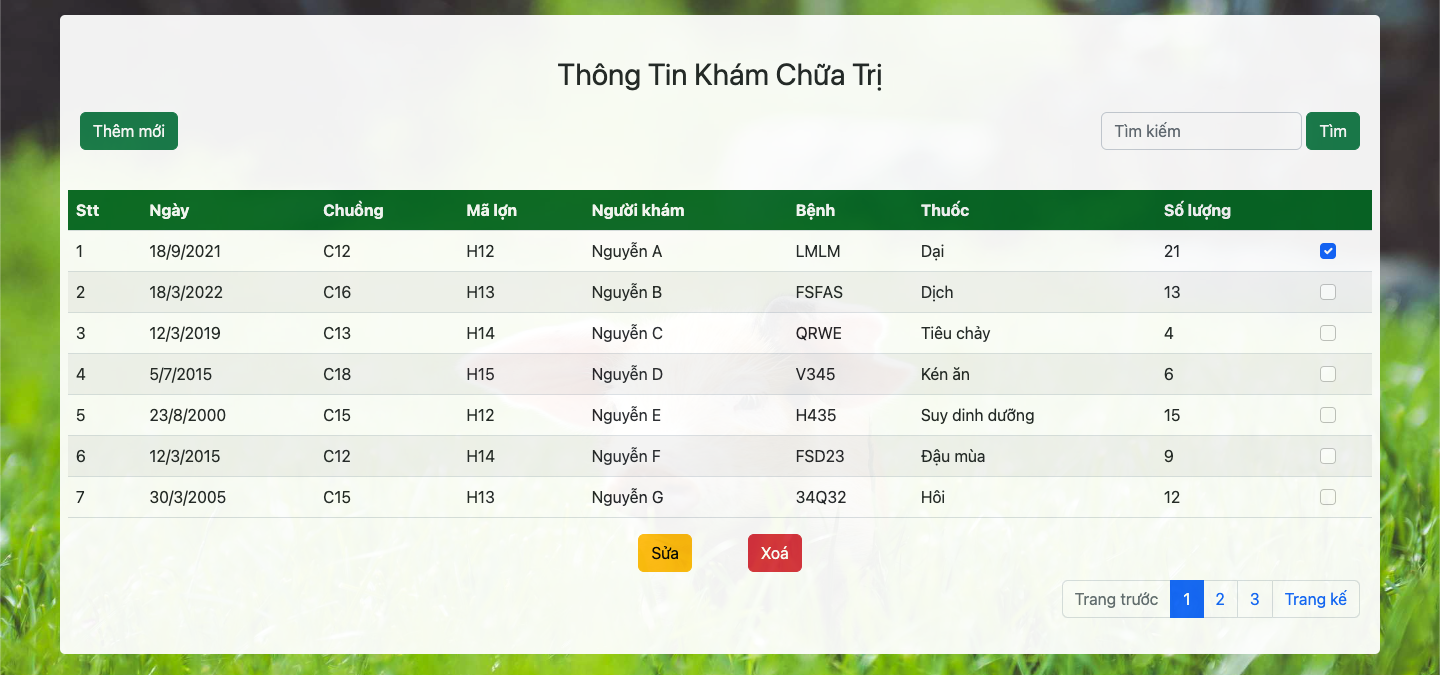 Thông Tin Khám Chữa Trị
Thêm mới
Tìm kiếm Tìm
Stt Ngày Chuồng Mã lợn Người khám Bệnh Thuốc Số lượng
1 18/9/2021 C12 H12 Nguyễn A LMLM Dại 21
2 18/3/2022 C16 H13 Nguyễn B FSFAS Dịch 13
3 12/3/2019 C13 H14 Nguyễn C QRWE Tiêu chảy 4
4 5/7/2015 C18 H15 Nguyễn D V345 Kén ăn 6
5 23/8/2000 C15 H12 Nguyễn E H435 Suy dinh dưỡng 15
6 12/3/2015 C12 H14 Nguyễn F FSD23 Đậu mùa 9
7 30/3/2005 C15 H13 Nguyễn G 34Q32 Hôi 12
Sửa Xoá
Trang trước 1 2 3 Trang kế